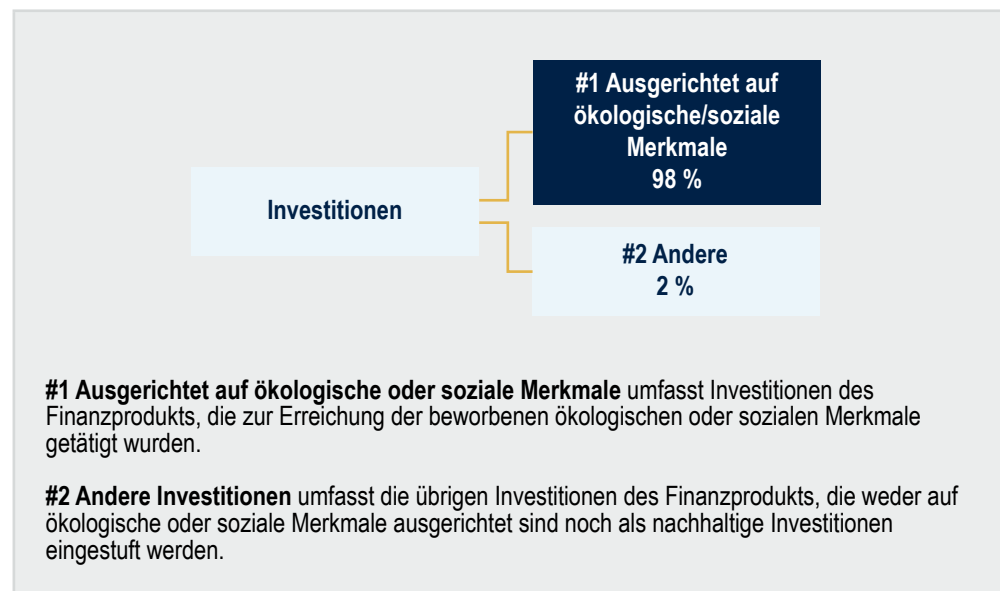 #1 Ausgerichtet auf
ökologische/soziale
Merkmale
98 %
Investitionen
#2 Andere
2 %
#1 Ausgerichtet auf ökologische oder soziale Merkmale umfasst Investitionen des
Finanzprodukts, die zur Erreichung der beworbenen ökologischen oder sozialen Merkmale
getätigt wurden.
#2 Andere Investitionen umfasst die übrigen Investitionen des Finanzprodukts, die weder auf
ökologische oder soziale Merkmale ausgerichtet sind noch als nachhaltige Investitionen
eingestuft werden.